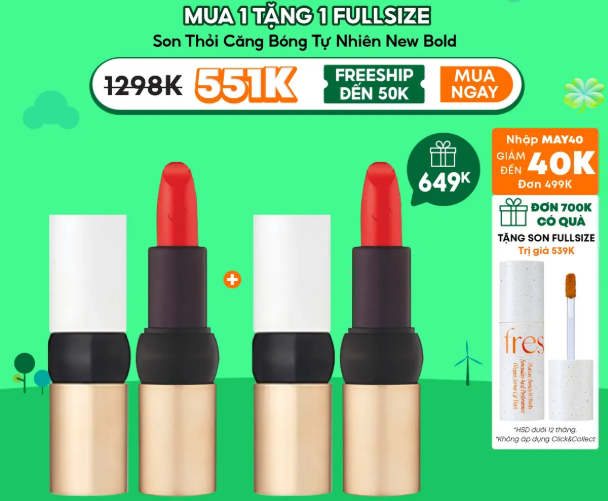 MUA 1 TẶNG 1 FULLSIZE
Son Thỏi Căng Bóng Tự Nhiên New Bold
1298K 551K
FREESHIP
ĐẾN 50K
MUA
NGAY
649K
Nhập MAY40
GIẢM
ĐẾN 40K
Đơn 499K
ĐƠN 700K
CÓ QUÀ
TẶNG SON FULLSIZE
Trị giá 539K
fres
*HSD dưới 12 tháng.
*Không áp dụng Click&Collect